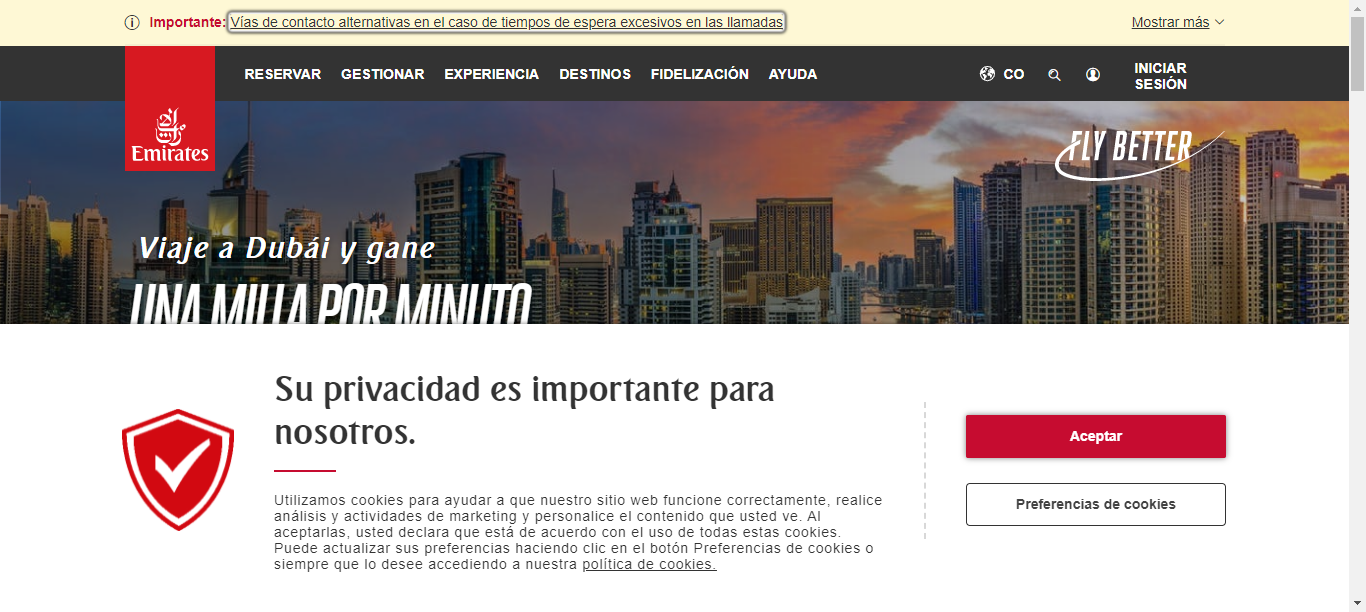 Importante: Vías de contacto alternativas en el caso de tiempos de espera excesivos en las llamadas
Mostrar más
RESERVAR GESTIONAR EXPERIENCIA DESTINOS FIDELIZACIÓN AYUDA
CO
INICIAR
SESIÓN
Emirates
FLY BETTER
Viaje a Dubái y gane
UNA MILLA POR MINUTO
Su privacidad es importante para
nosotros.
Utilizamos cookies para ayudar a que nuestro sitio web funcione correctamente, realice
análisis y actividades de marketing y personalice el contenido que usted ve. Al
aceptarlas, usted declara que está de acuerdo con el uso de todas estas cookies.
Puede actualizar sus preferencias haciendo clic en el botón Preferencias de cookies o
siempre que lo desee accediendo a nuestra política de cookies.
Aceptar
Preferencias de cookies